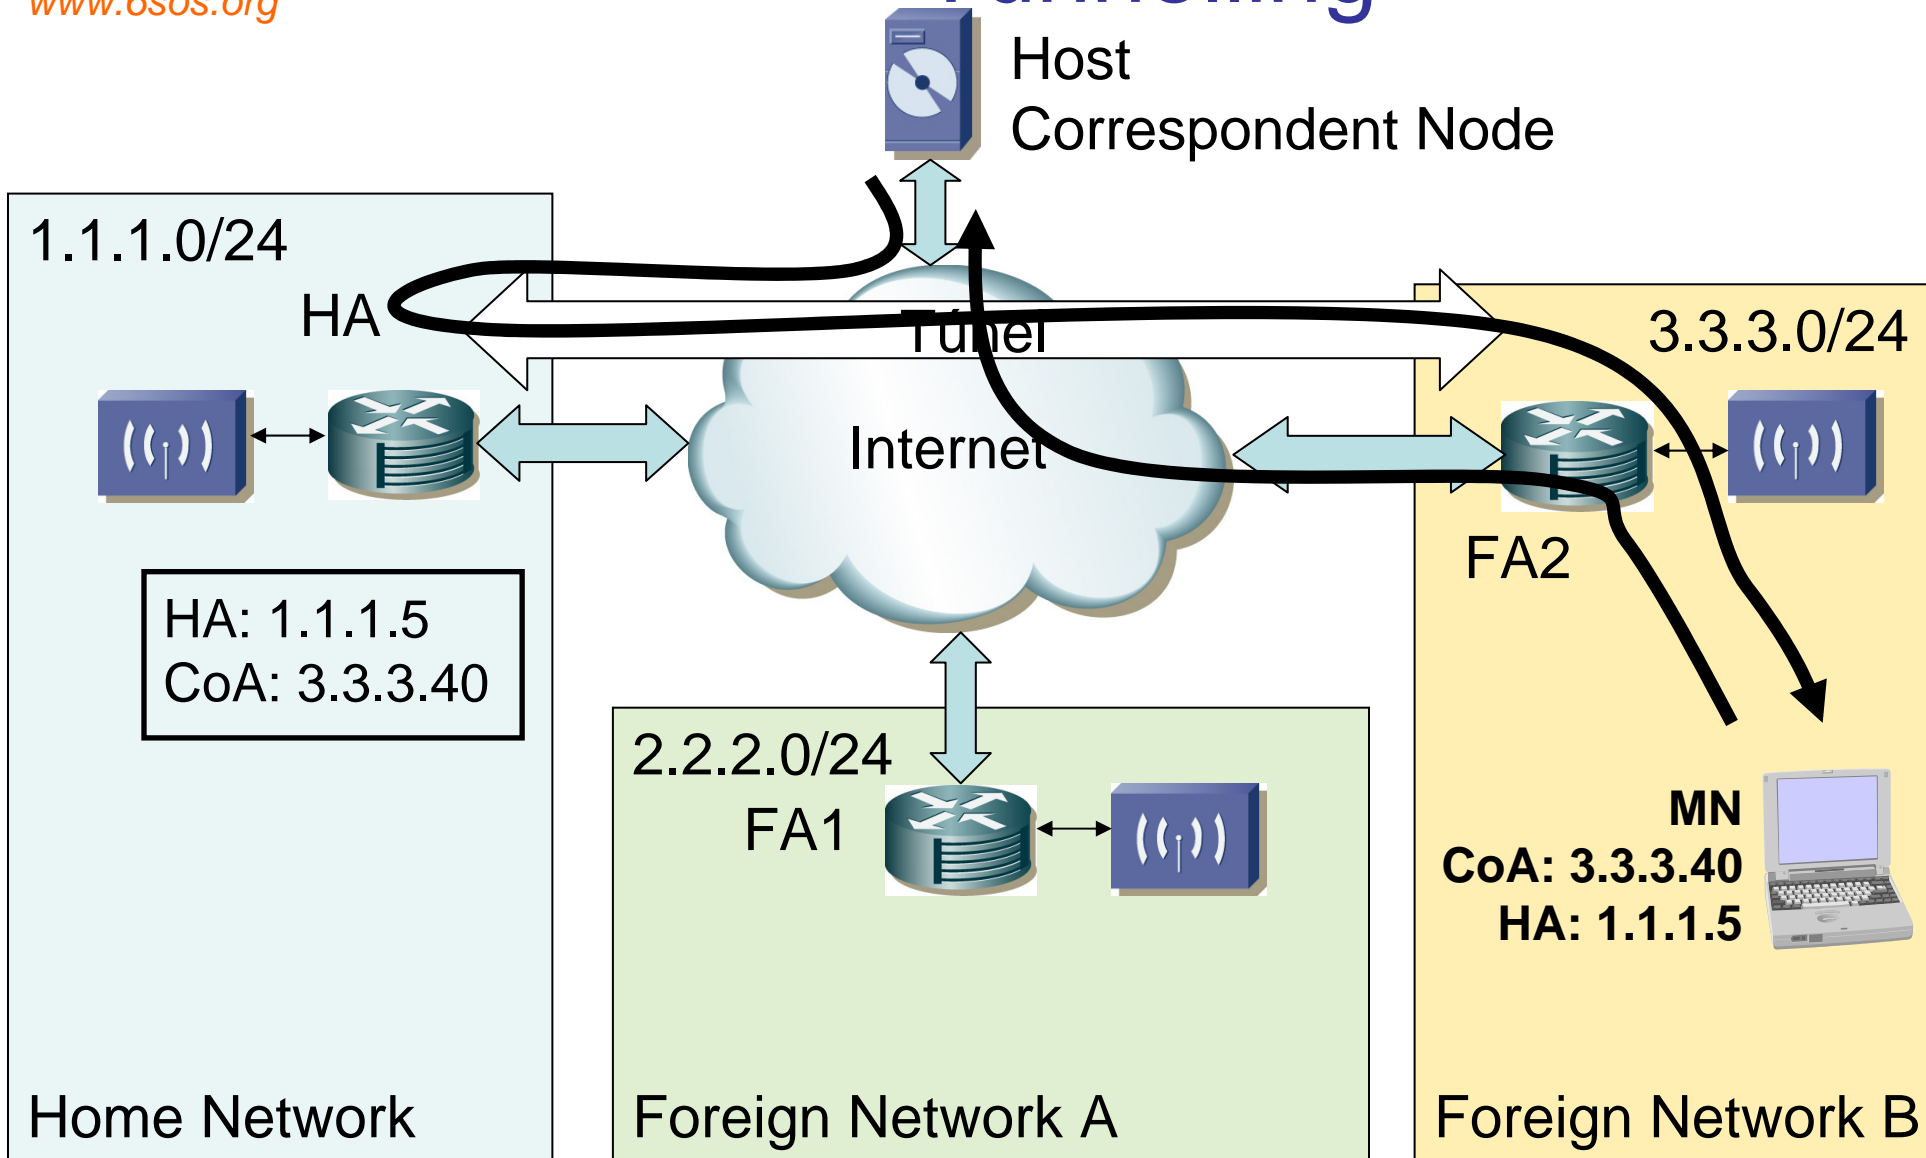 www.6sos.org
Tunnelling
Host
Correspondent Node
1.1.1.0/24
HA
Túnel
3.3.3.0/24
Internet
FA2
HA: 1.1.1.5
CoA: 3.3.3.40
2.2.2.0/24
FA1
MN
CoA: 3.3.3.40
HA: 1.1.1.5
Home Network
Foreign Network A
Foreign Network B